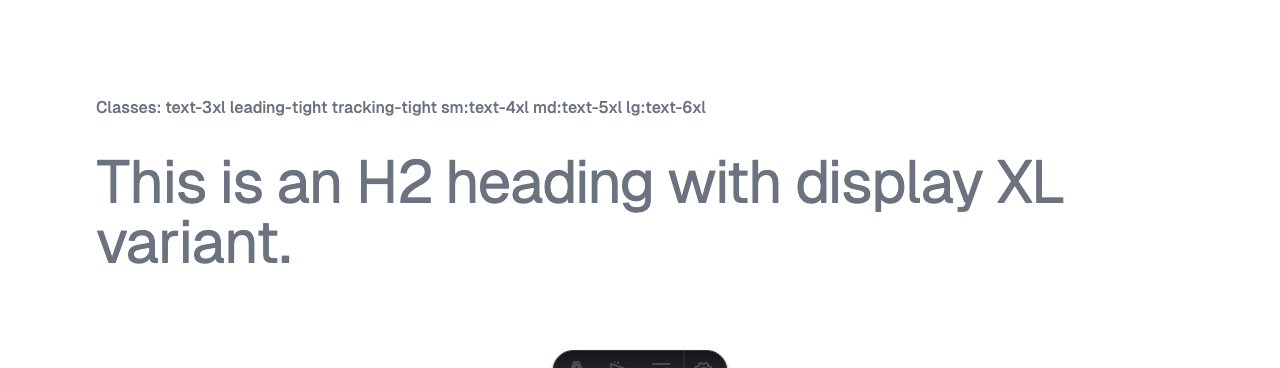 Classes: text-3xl leading-tight tracking-tight sm:text-4xl md:text-5xl lg:text-6xl
This is an H2 heading with display XL
variant.